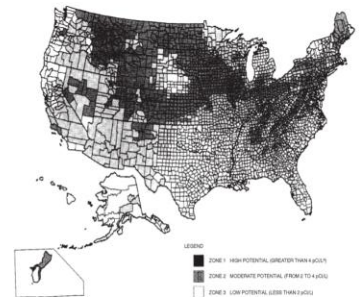 LEGEND
ZONE 1 HIGH POTENTIAL (GREATER THAN 4 pCi/L)
ZONE 2 MODERATE POTENTIAL (FROM 2 TO 4 pCi/L)
ZONE 3 LOW POTENTIAL (LESS THAN 2 pCi/L)